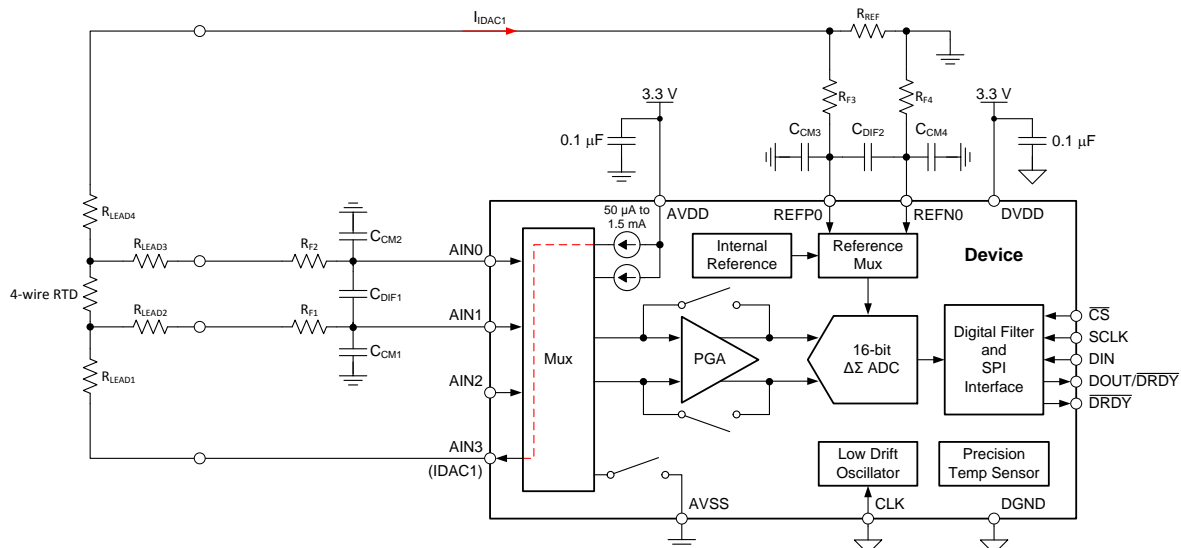 I_IDAC1
R_REF
R_F3
R_F4
3.3 V
3.3 V
0.1 μF
C_CM3
C_DIF2
C_CM4
0.1 μF
R_LEAD4
R_LEAD3
R_F2
C_CM2
4-wire RTD
C_DIF1
R_LEAD2
R_F1
C_CM1
R_LEAD1
AIN0
AIN1
AIN2
AIN3
(IDAC1)
50 μA to
1.5 mA
AVDD
REFP0
REFN0
DVDD
Internal
Reference
Reference
Mux
Device
Mux
PGA
16-bit
ΔΣ ADC
Digital Filter
and
SPI
Interface
C̅S̅
SCLK
DIN
DOUT/D̅R̅D̅Y̅
D̅R̅D̅Y̅
Low Drift
Oscillator
Precision
Temp Sensor
AVSS
CLK
DGND